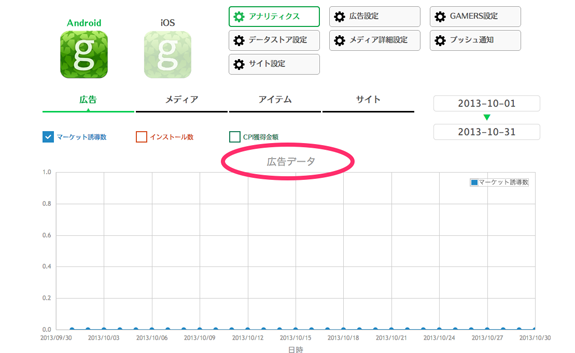 Android
iOS
g
g
アナリティクス
広告設定
GAMERS設定
データストア設定
メディア詳細設定
プッシュ通知
サイト設定
広告
メディア
アイテム
サイト
2013-10-01
2013-10-31
マーケット誘導数
インストール数
CPI獲得金額
広告データ
マーケット誘導数
1.0
0.8
0.6
0.4
0.2
0.0
2013/09/30
2013/10/03
2013/10/06
2013/10/09
2013/10/12
2013/10/15
2013/10/18
2013/10/21
2013/10/24
2013/10/27
2013/10/30
日時